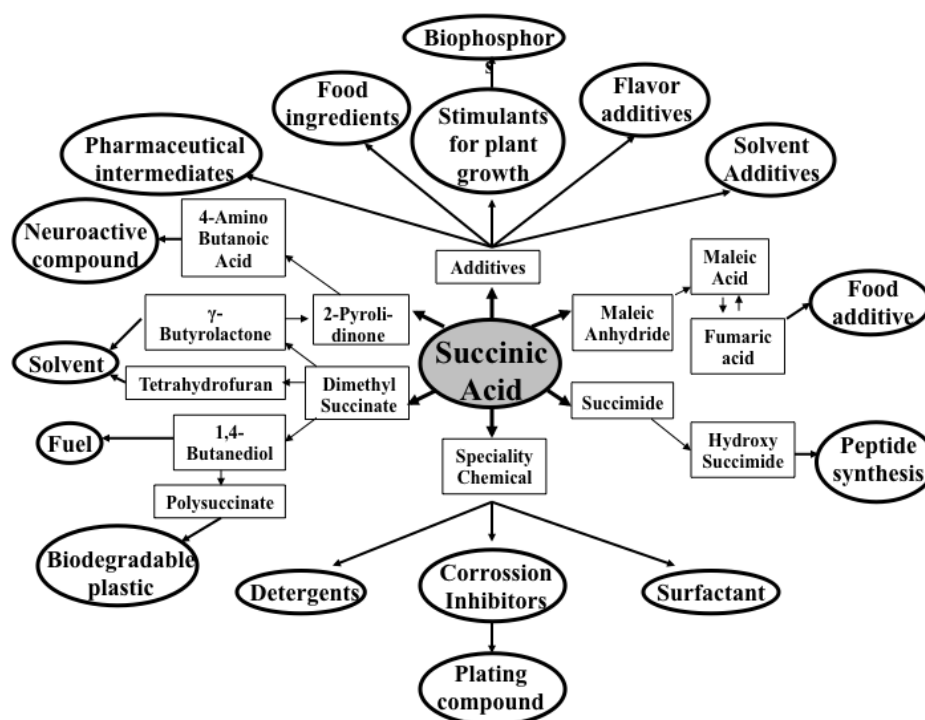 Biophosphor
s
Food
ingredients
Stimulants
for plant
growth
Flavor
additives
Pharmaceutical
intermediates
Solvent
Additives
Neuroactive
compound
4-Amino
Butanoic
Acid
Additives
Maleic
Acid
Food
additive
γ-
Butyrolactone
2-Pyroli-
dinone
Maleic
Anhydride
Fumaric
acid
Succinic
Acid
Solvent
Tetrahydrofuran
Dimethyl
Succinate
Succimide
Fuel
1,4-
Butanediol
Speciality
Chemical
Hydroxy
Succimide
Peptide
synthesis
Polysuccinate
Biodegradable
plastic
Detergents
Corrossion
Inhibitors
Surfactant
Plating
compound